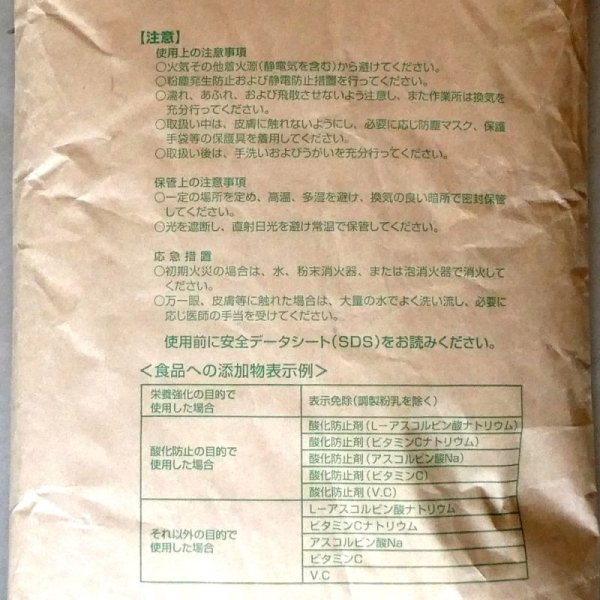 【注意】
使用上の注意事項
○火気その他着火源(静電気を含む)から避けてください。
○粉塵発生防止および静電防止措置を行ってください。
○濡れ、あふれ、および飛散させないよう注意し、また作業所は換気を
充分行ってください。
○取扱い中は、皮膚に触れないようにし、必要に応じ防塵マスク、保護
手袋等の保護具を着用してください。
○取扱い後は、手洗いおよびうがいを充分行ってください。
保管上の注意事項
○一定の場所を定め、高温、多湿を避け、換気の良い暗所で密封保管
してください。
○光を遮断し、直射日光を避け常温で保管してください。
応急措置
○初期火災の場合は、水、粉末消火器、または泡消火器で消火して
ください。
○万一眼、皮膚等に触れた場合は、大量の水でよく洗い流し、必要に
応じ医師の手当を受けてください。
使用前に安全データシート(SDS)をお読みください。
＜食品への添加物表示例＞
栄養強化の目的で
使用した場合
表示免除(調製粉乳を除く)
酸化防止の目的で
使用した場合
酸化防止剤(L−アスコルビン酸ナトリウム)
酸化防止剤(ビタミンCナトリウム)
酸化防止剤(アスコルビン酸Na)
酸化防止剤(ビタミンC)
酸化防止剤(V.C)
それ以外の目的で
使用した場合
L−アスコルビン酸ナトリウム
ビタミンCナトリウム
アスコルビン酸Na
ビタミンC
V.C